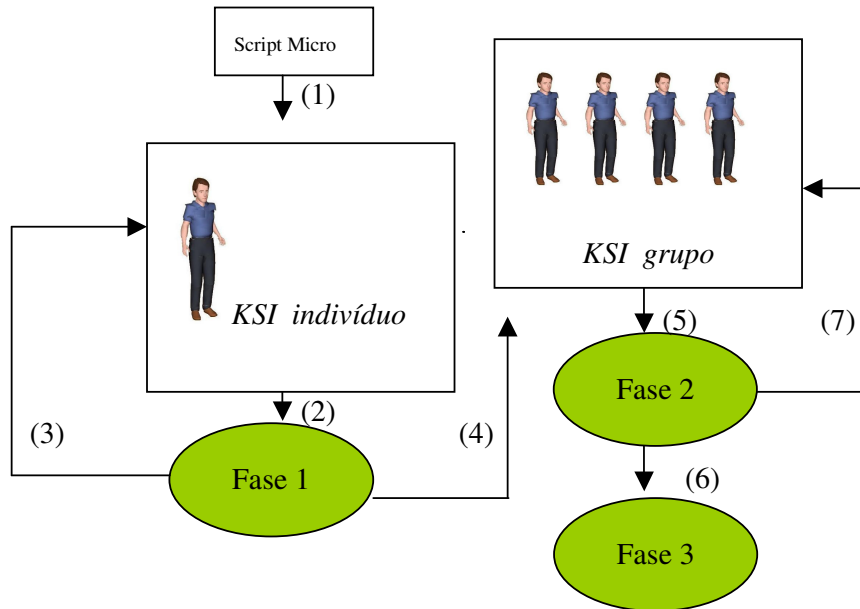 Script Micro
(1)
KSI indivíduo
(2)
(3)
Fase 1
(4)
KSI grupo
(5)
(7)
Fase 2
(6)
Fase 3